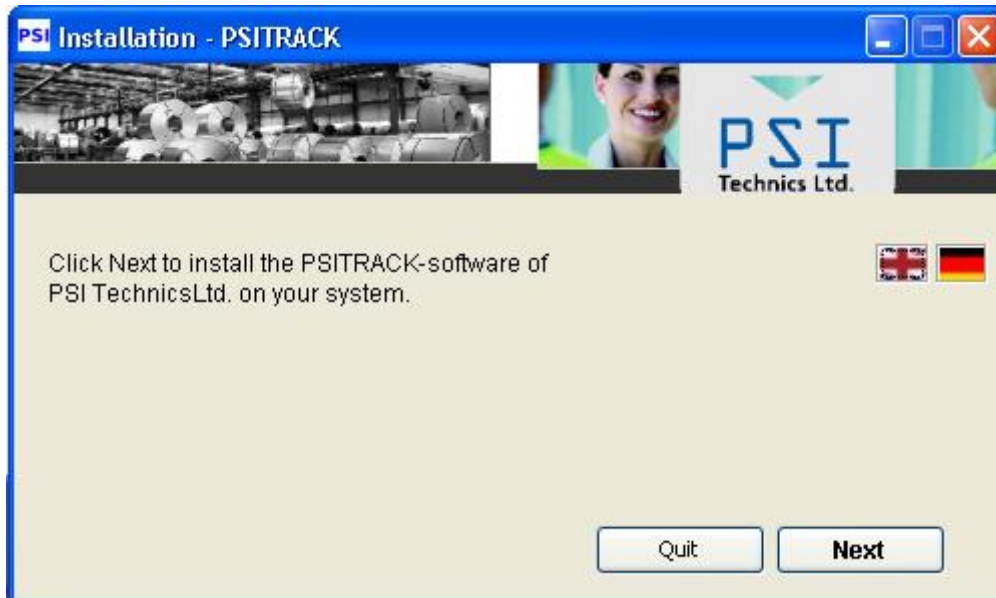 PSI Installation - PSITRACK
PSI
Technics Ltd.
Click Next to install the PSITRACK-software of
PSI TechnicsLtd. on your system.
Quit Next